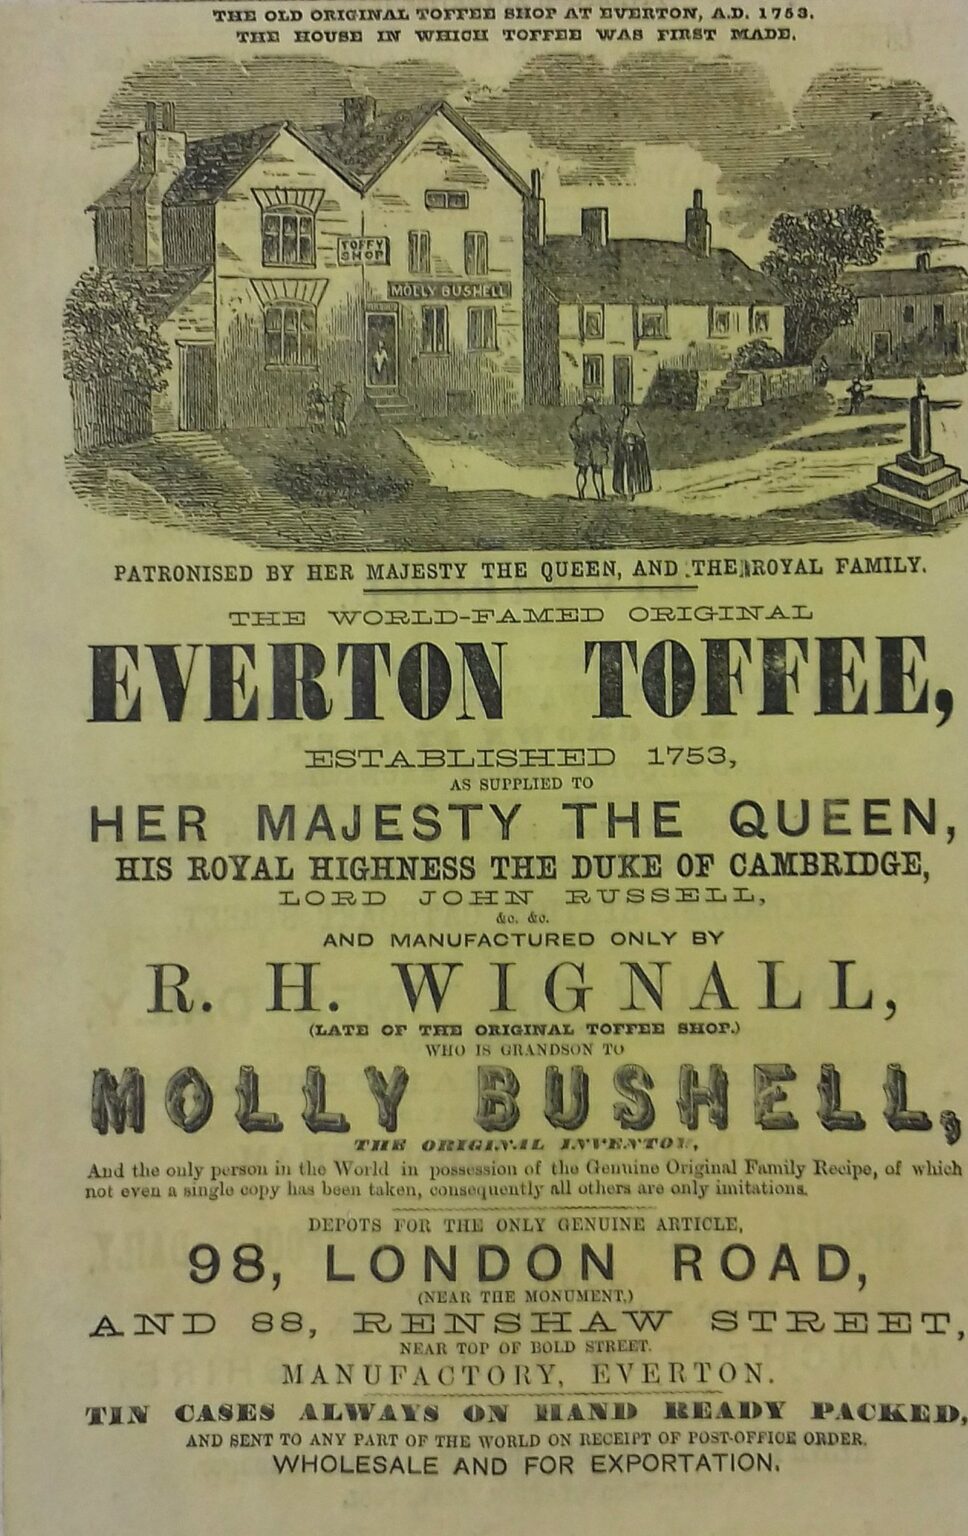 THE OLD ORIGINAL TOFFEE SHOP AT EVERTON, A.D. 1753.
THE HOUSE IN WHICH TOFFEE WAS FIRST MADE.
TOFFY
SHOP
MOLLY BUSHELL
PATRONISED BY HER MAJESTY THE QUEEN, AND THE ROYAL FAMILY.
THE WORLD-FAMED ORIGINAL
EVERTON TOFFEE,
ESTABLISHED 1753,
AS SUPPLIED TO
HER MAJESTY THE QUEEN,
HIS ROYAL HIGHNESS THE DUKE OF CAMBRIDGE,
LORD JOHN RUSSELL,
&c. &c.
AND MANUFACTURED ONLY BY
R. H. WIGNALL,
(LATE OF THE ORIGINAL TOFFEE SHOP.)
WHO IS GRANDSON TO
MOLLY BUSHELL,
THE ORIGINAL INVENTOR,
And the only person in the World in possession of the Genuine Original Family Recipe, of which
not even a single copy has been taken, consequently all others are only imitations.
DEPOTS FOR THE ONLY GENUINE ARTICLE,
98, LONDON ROAD,
(NEAR THE MONUMENT,)
AND 88, RENSHAW STREET,
NEAR TOP OF BOLD STREET.
MANUFACTORY, EVERTON.
TIN CASES ALWAYS ON HAND READY PACKED,
AND SENT TO ANY PART OF THE WORLD ON RECEIPT OF POST-OFFICE ORDER.
WHOLESALE AND FOR EXPORTATION.